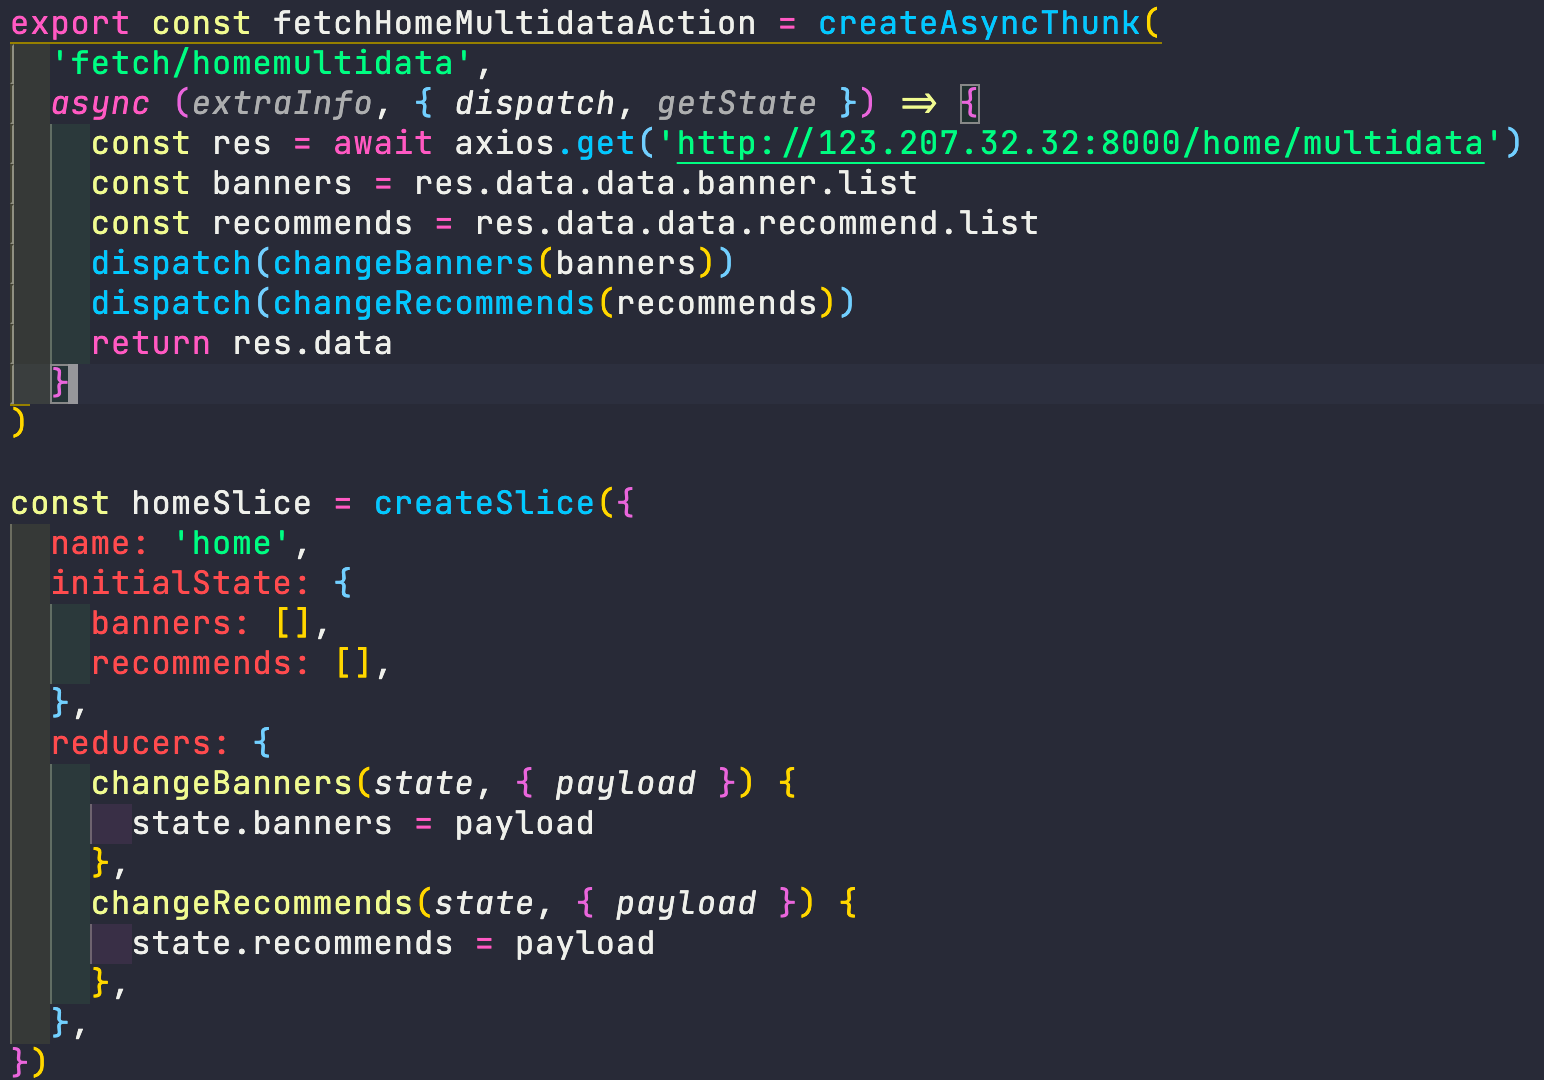 export const fetchHomeMultidataAction = createAsyncThunk(
  'fetch/homemultidata',
  async (extraInfo, { dispatch, getState }) => {
    const res = await axios.get('http://123.207.32.32:8000/home/multidata')
    const banners = res.data.data.banner.list
    const recommends = res.data.data.recommend.list
    dispatch(changeBanners(banners))
    dispatch(changeRecommends(recommends))
    return res.data
  }
)

const homeSlice = createSlice({
  name: 'home',
  initialState: {
    banners: [],
    recommends: [],
  },
  reducers: {
    changeBanners(state, { payload }) {
      state.banners = payload
    },
    changeRecommends(state, { payload }) {
      state.recommends = payload
    },
  },
})